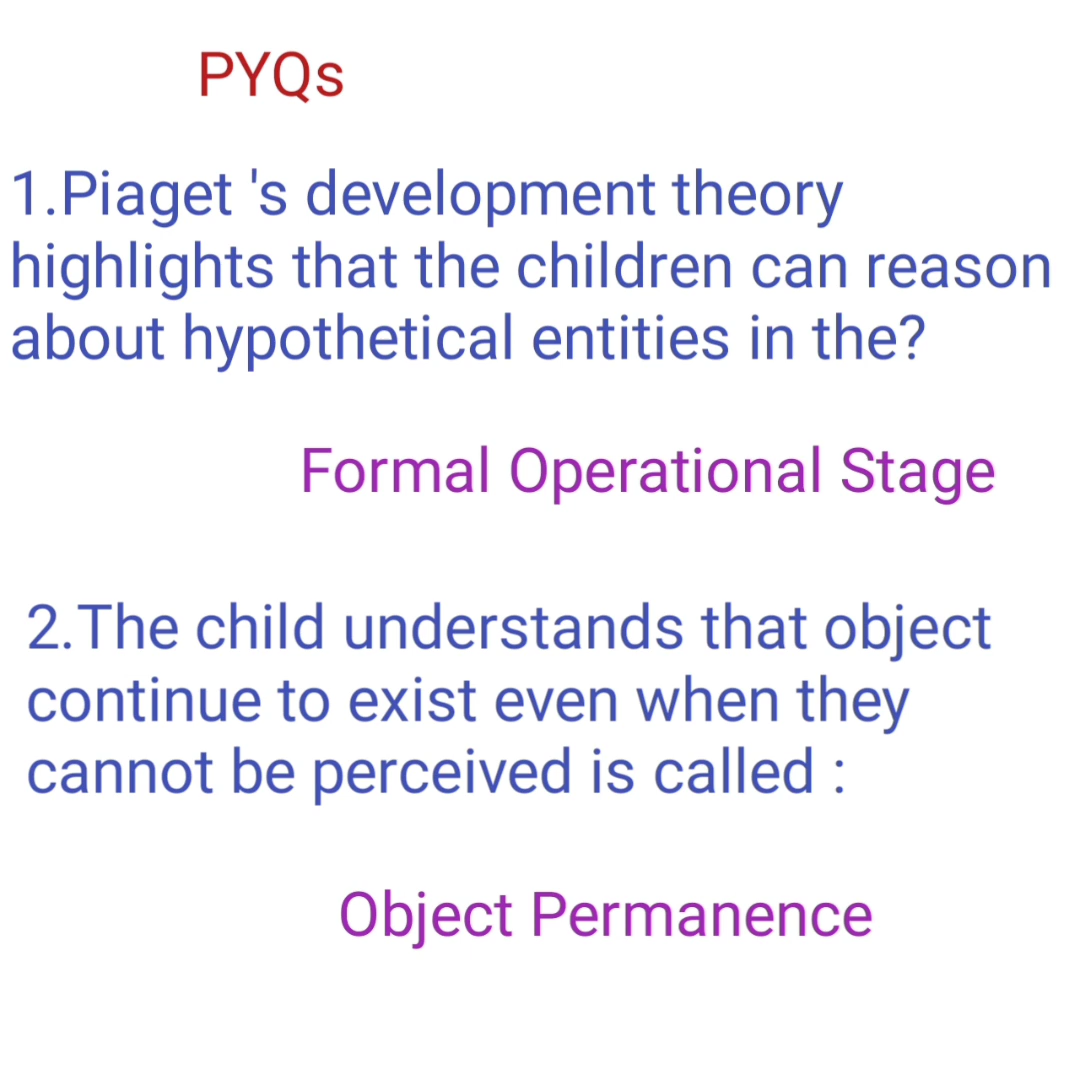 PYQs
1.Piaget 's development theory
highlights that the children can reason
about hypothetical entities in the?
Formal Operational Stage
2.The child understands that object
continue to exist even when they
cannot be perceived is called :
Object Permanence